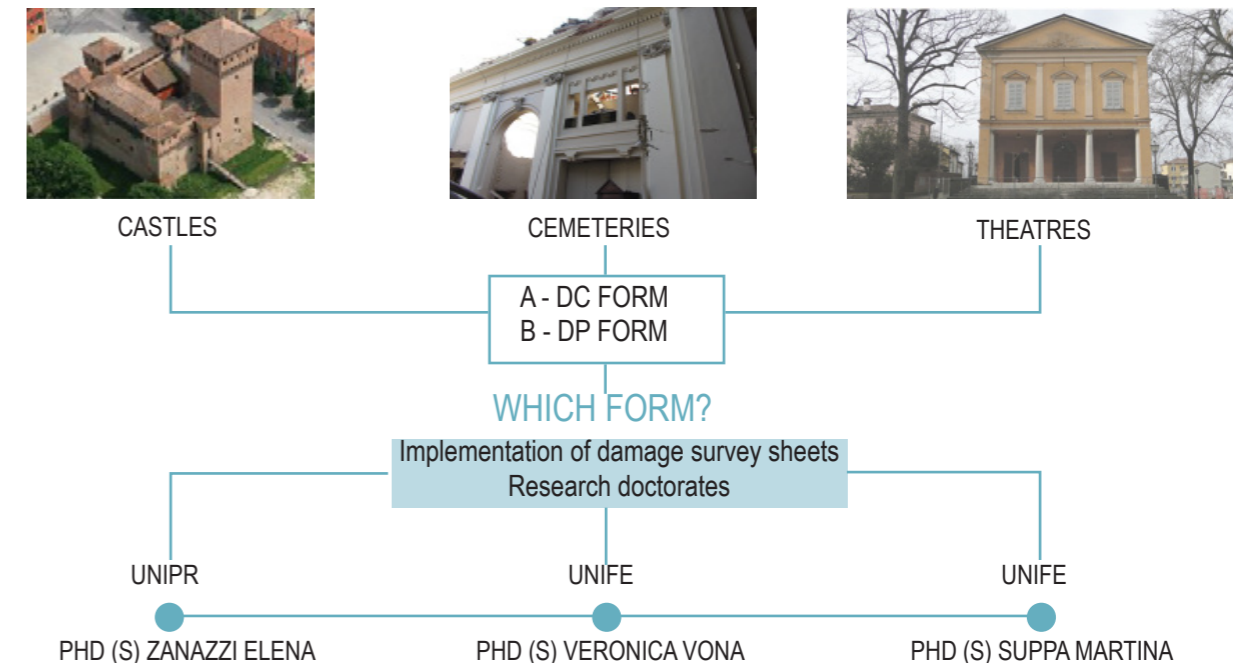 CASTLES
CEMETERIES
THEATRES
A - DC FORM
B - DP FORM
WHICH FORM?
Implementation of damage survey sheets
Research doctorates
UNIPR
UNIFE
UNIFE
PHD (S) ZANAZZI ELENA
PHD (S) VERONICA VONA
PHD (S) SUPPA MARTINA